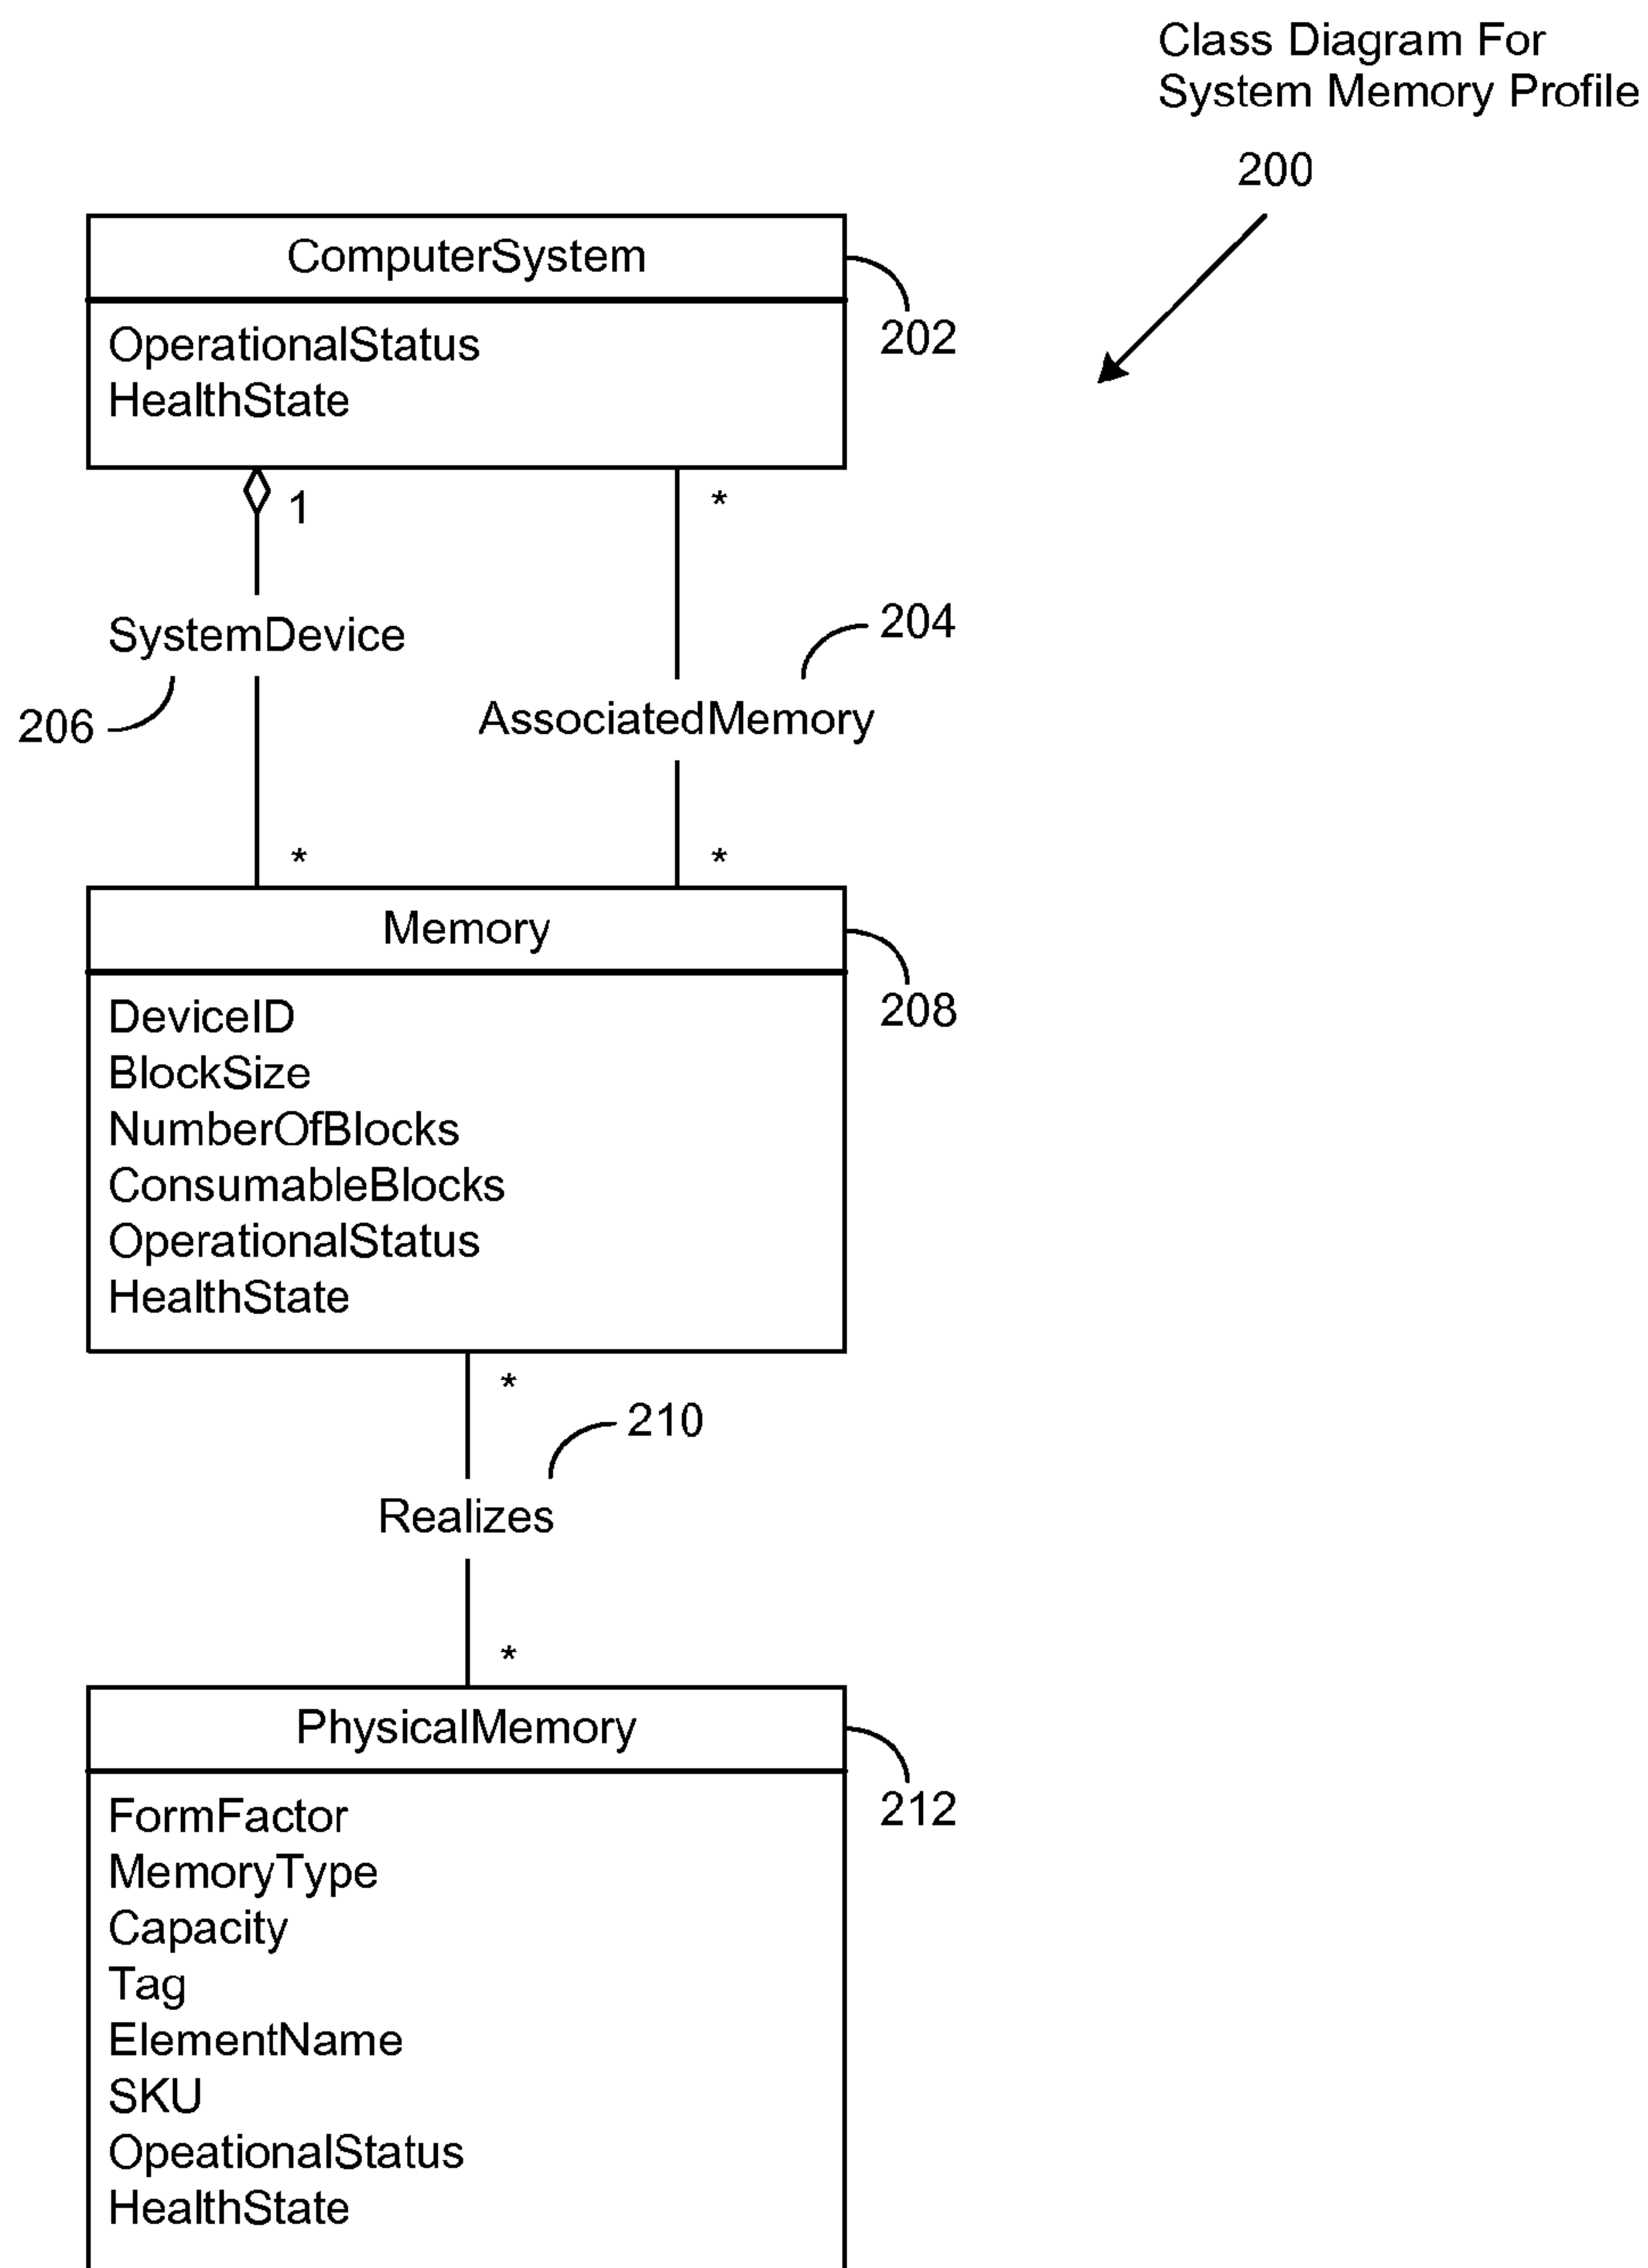 Class Diagram For
System Memory Profile
200
ComputerSystem
202
OperationalStatus
HealthState
1
*
SystemDevice
204
206
AssociatedMemory
*
*
Memory
208
DeviceID
BlockSize
NumberOfBlocks
ConsumableBlocks
OperationalStatus
HealthState
*
210
Realizes
*
PhysicalMemory
212
FormFactor
MemoryType
Capacity
Tag
ElementName
SKU
OpeationalStatus
HealthState